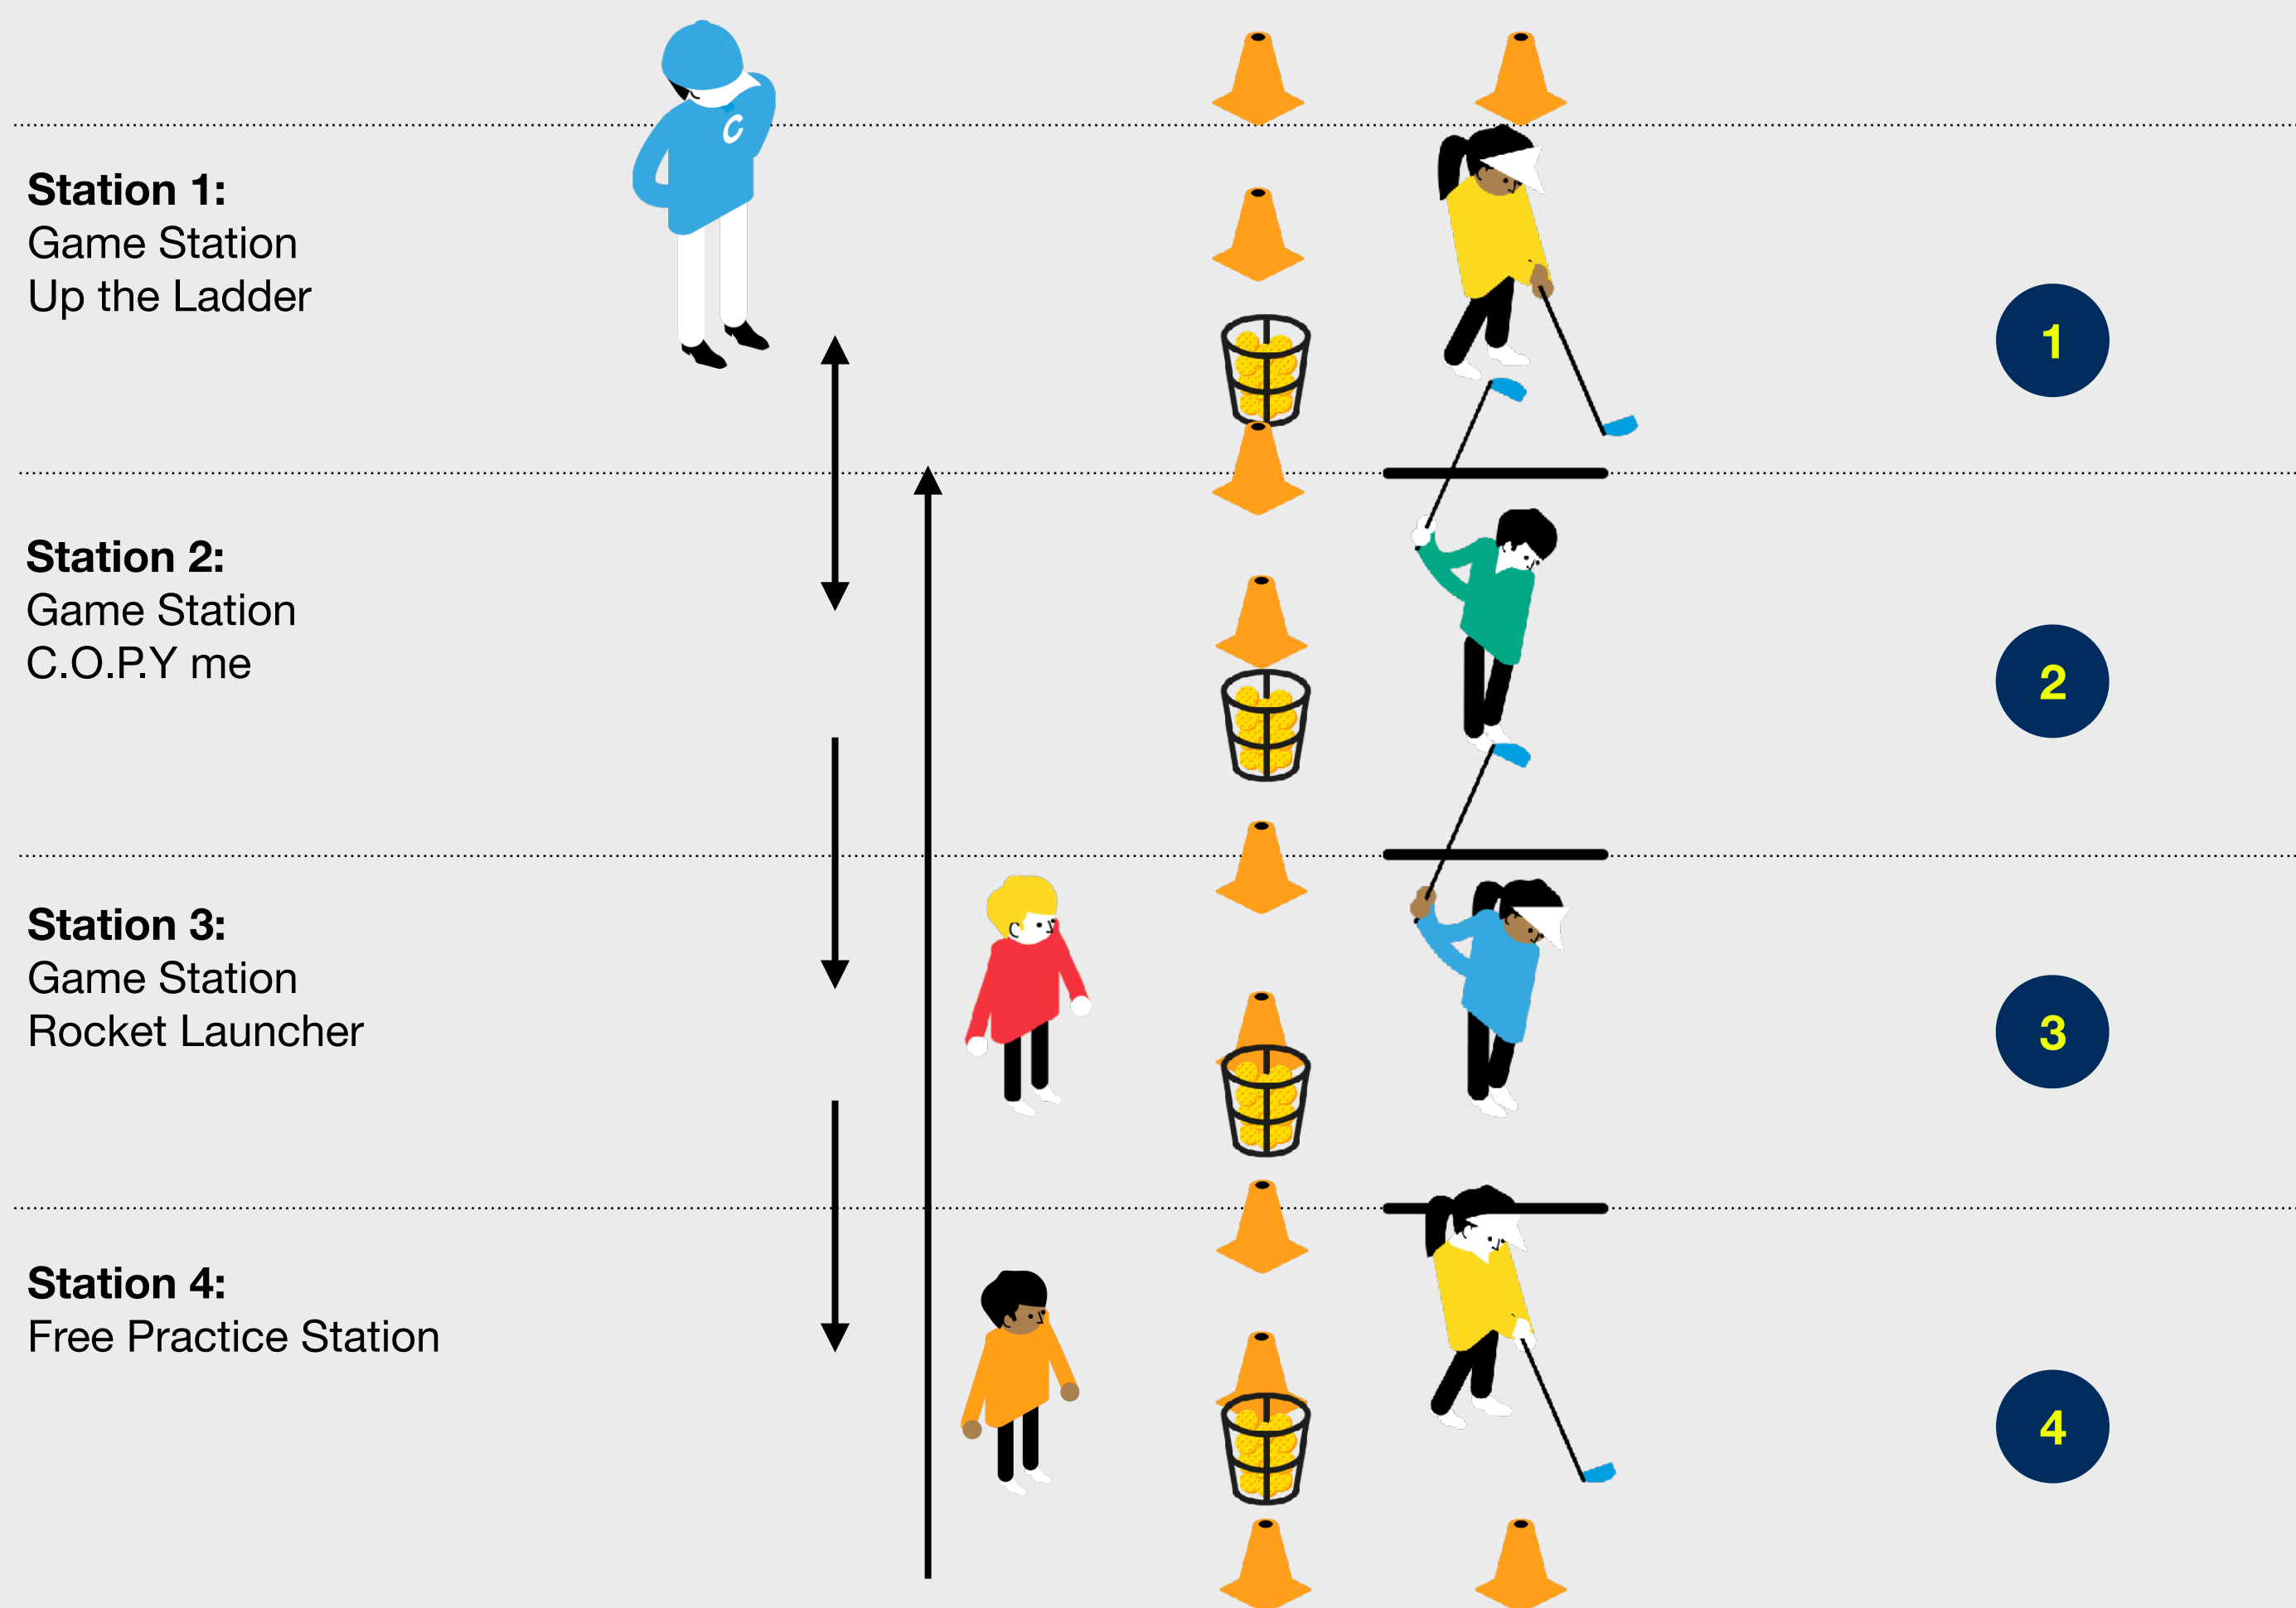 C
Station 1:
Game Station
Up the Ladder
1
Station 2:
Game Station
C.O.P.Y me
2
Station 3:
Game Station
Rocket Launcher
3
Station 4:
Free Practice Station
4